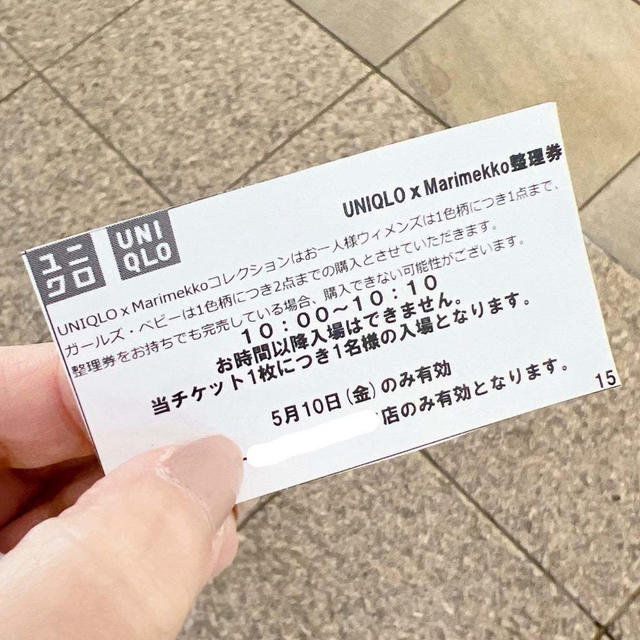 ユニ
クロ
UNI
QLO
UNIQLO x Marimekko整理券
UNIQLO x Marimekkoコレクションはお一人様ウィメンズは1色柄につき1点まで、
ガールズ・ベビーは1色柄につき2点までの購入とさせていただきます。
整理券をお持ちでも完売している場合、購入できない可能性がございます。
10:00～10:10
お時間以降入場はできません。
当チケット1枚につき1名様の入場となります。
5月10日(金)のみ有効
店のみ有効となります。
15